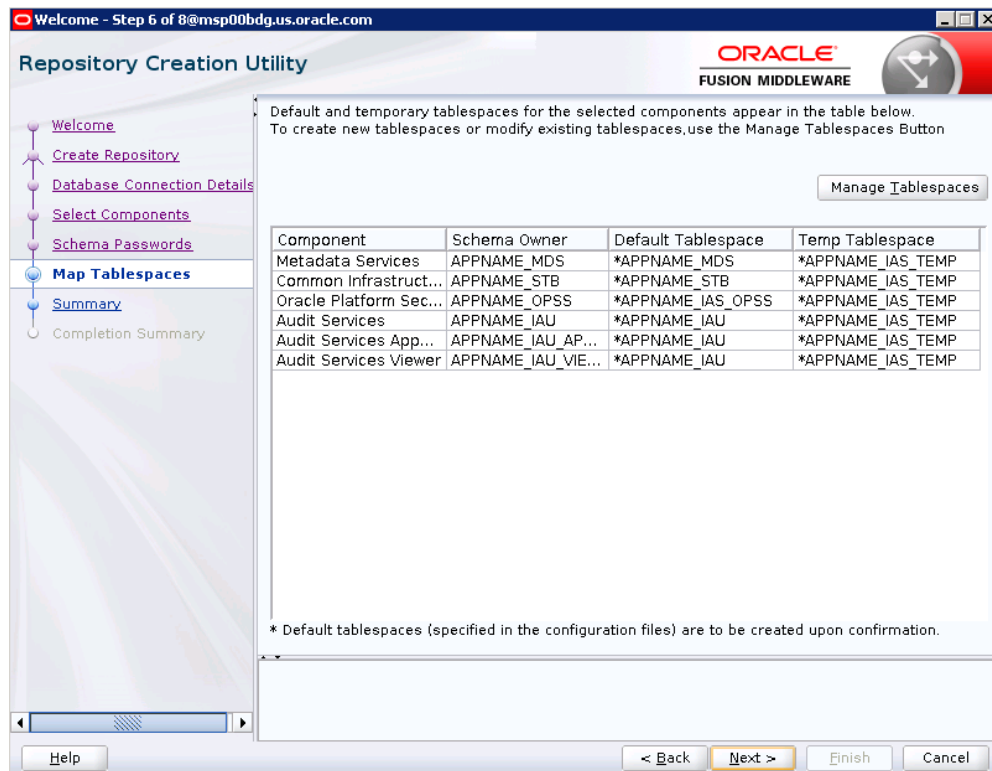 Welcome - Step 6 of 8@msp00bdg.us.oracle.com
Repository Creation Utility
ORACLE
FUSION MIDDLEWARE
Welcome
Create Repository
Database Connection Details
Select Components
Schema Passwords
Map Tablespaces
Summary
Completion Summary
Default and temporary tablespaces for the selected components appear in the table below.
To create new tablespaces or modify existing tablespaces,use the Manage Tablespaces Button
Manage Tablespaces
Component Schema Owner Default Tablespace Temp Tablespace
Metadata Services APPNAME_MDS *APPNAME_MDS *APPNAME_IAS_TEMP
Common Infrastruct... APPNAME_STB *APPNAME_STB *APPNAME_IAS_TEMP
Oracle Platform Sec... APPNAME_OPSS *APPNAME_IAS_OPSS *APPNAME_IAS_TEMP
Audit Services APPNAME_IAU *APPNAME_IAU *APPNAME_IAS_TEMP
Audit Services App... APPNAME_IAU_AP... *APPNAME_IAU *APPNAME_IAS_TEMP
Audit Services Viewer APPNAME_IAU_VIE... *APPNAME_IAU *APPNAME_IAS_TEMP
* Default tablespaces (specified in the configuration files) are to be created upon confirmation.
Help
< Back Next > Finish Cancel